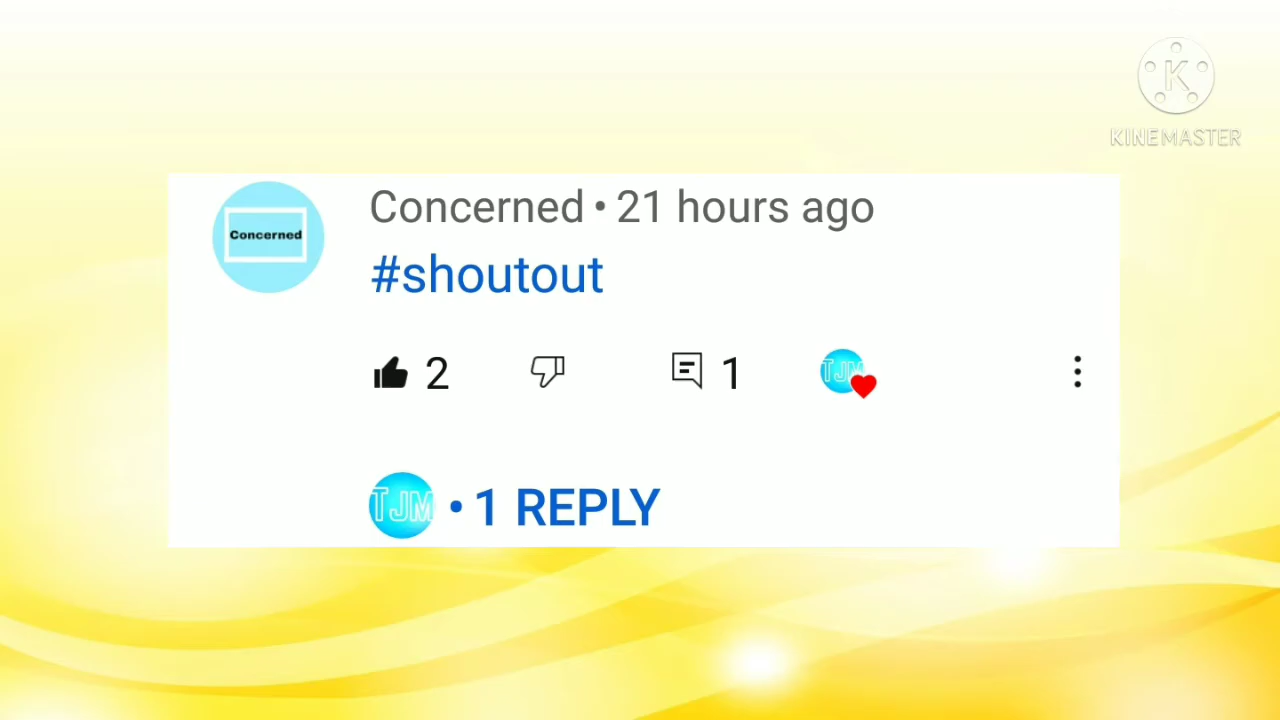 K
KINEMASTER
Concerned
Concerned • 21 hours ago
#shoutout
2
1
TJM
TJM • 1 REPLY